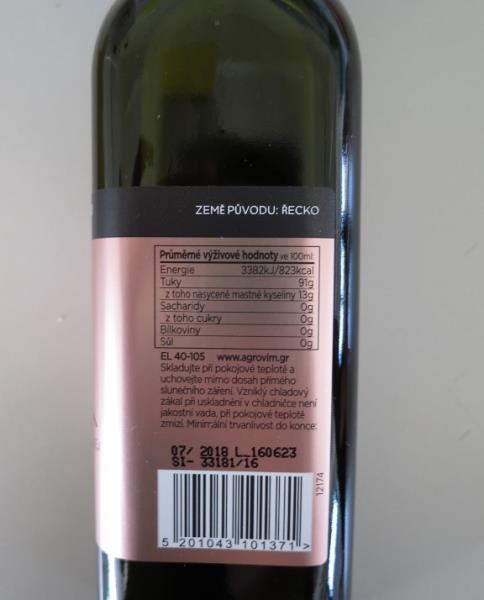 ZEMĚ PŮVODU: ŘECKO
Průměrné výživové hodnoty ve 100ml:
Energie 3382kJ/823kcal
Tuky 91g
z toho nasycené mastné kyseliny 13g
Sacharidy 0g
z toho cukry 0g
Bílkoviny 0g
Sůl 0g
EL 40-105 www.agrovim.gr
Skladujte při pokojové teplotě a
uchovejte mimo dosah přímého
slunečního záření. Vzniklý chladový
zákal při uskladnění v chladničce není
jakostní vada, při pokojové teplotě
zmizí. Minimální trvanlivost do konce:
07/ 2018 L_160623
SI- 33181/16
12174
5 201043 101371 >